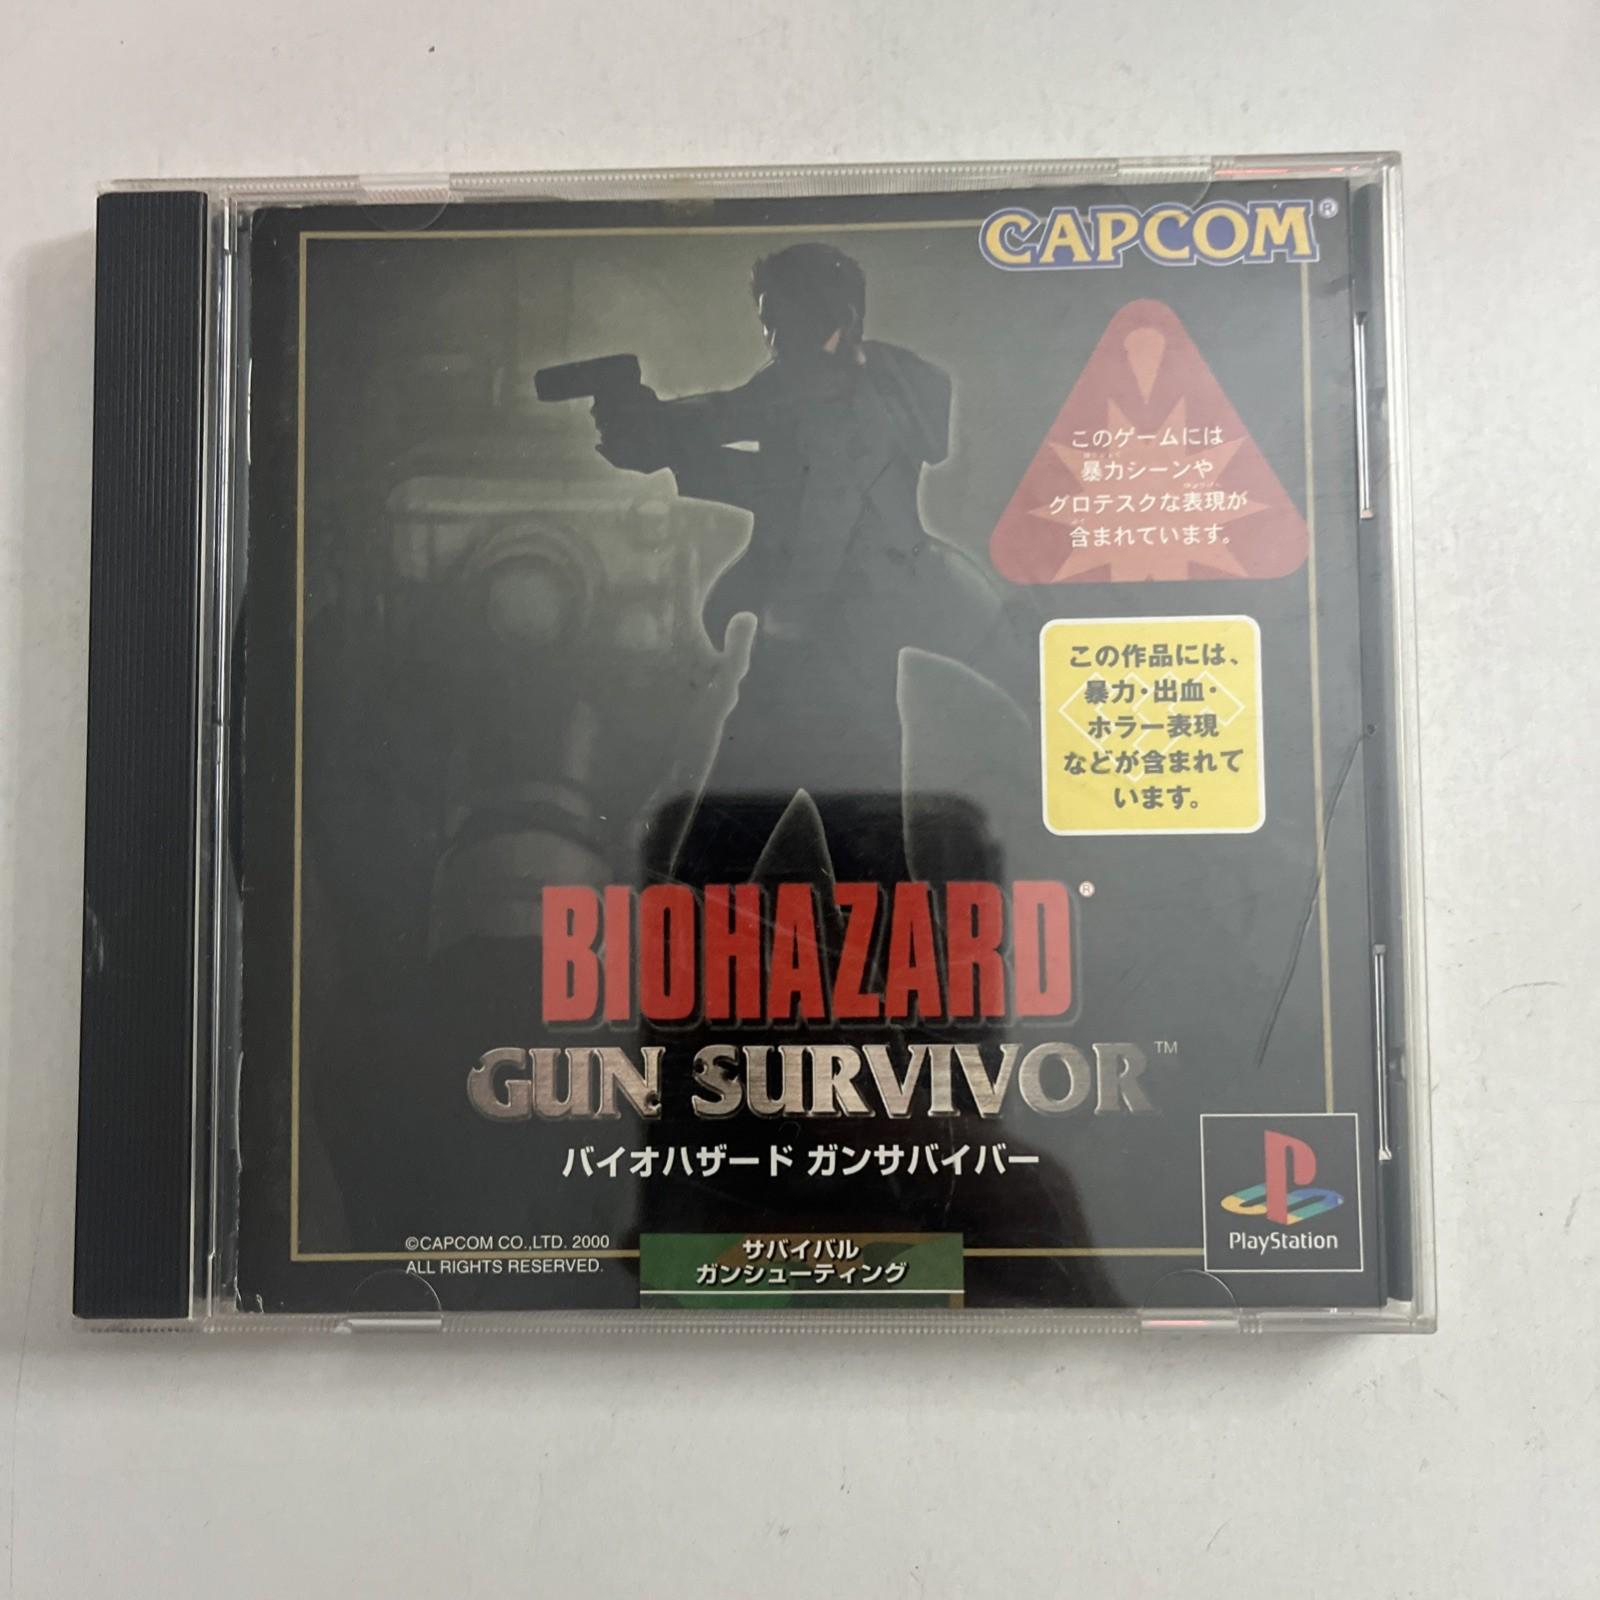 CAPCOM®
このゲームには
暴力シーンや
グロテスクな表現が
含まれています。
この作品には、
暴力・出血・
ホラー表現
などが含まれて
います。
BIOHAZARD®
GUN SURVIVOR™
バイオハザード ガンサバイバー
©CAPCOM CO.,LTD. 2000
ALL RIGHTS RESERVED.
サバイバル
ガンシューティング
PlayStation